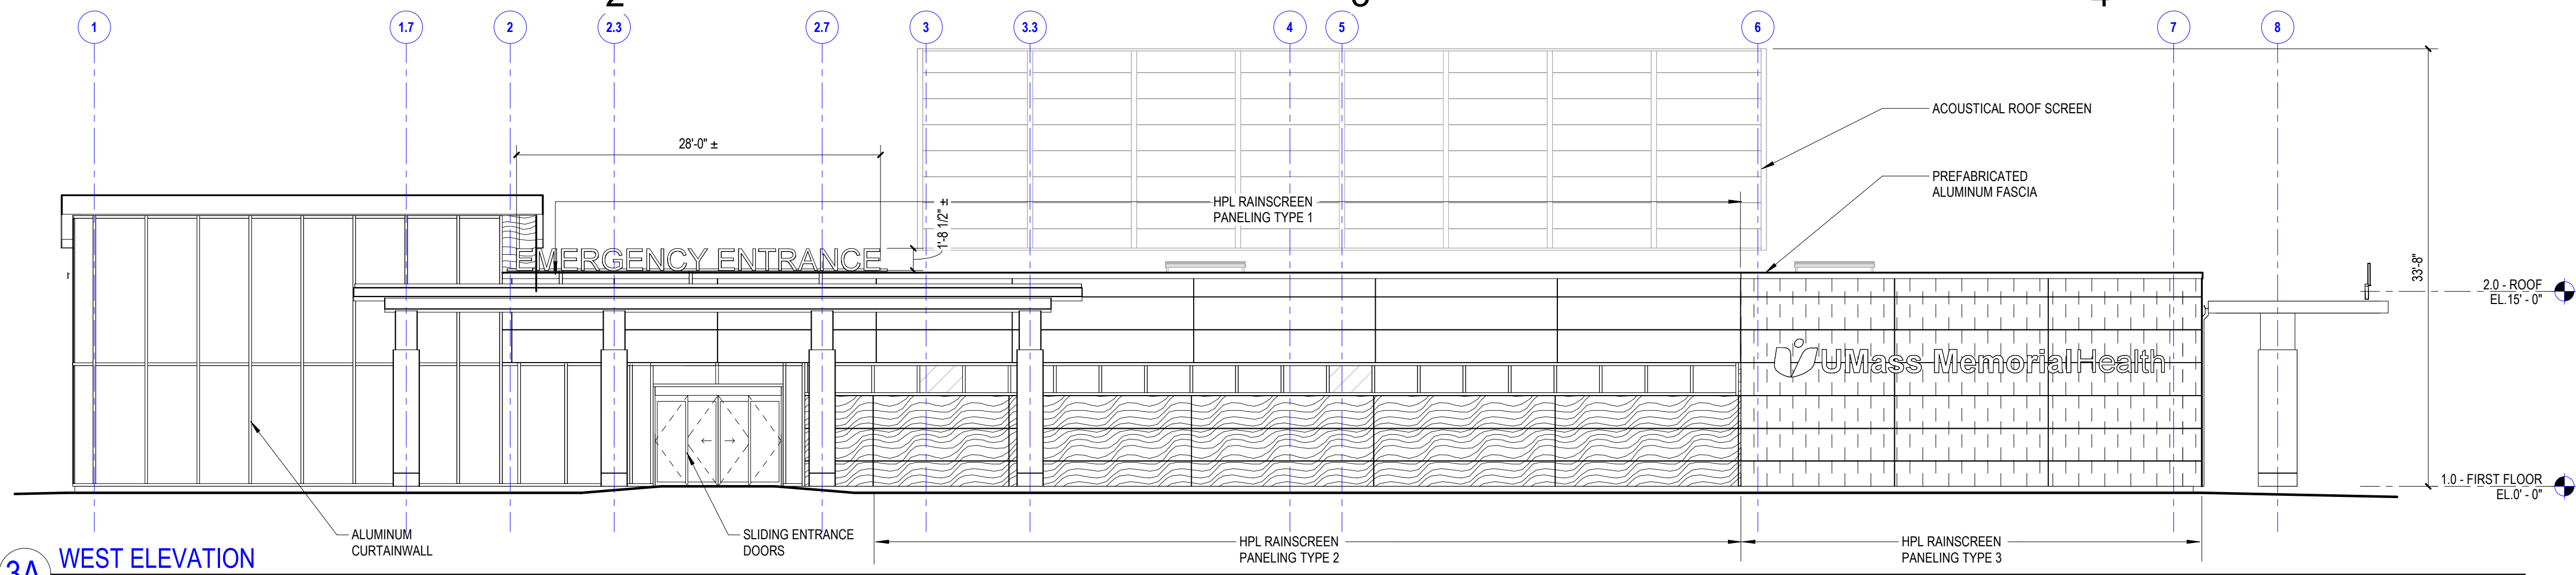 1
1.7
2
2.3
2.7
3
3.3
4
5
6
7
8
ACOUSTICAL ROOF SCREEN
28'-0" ±
PREFABRICATED
ALUMINUM FASCIA
HPL RAINSCREEN
PANELING TYPE 1
1'-8 1/2" ±
EMERGENCY ENTRANCE
33'-8"
2.0 - ROOF
EL.15' - 0"
UMass Memorial Health
1.0 - FIRST FLOOR
EL.0' - 0"
ALUMINUM
CURTAINWALL
SLIDING ENTRANCE
DOORS
HPL RAINSCREEN
PANELING TYPE 2
HPL RAINSCREEN
PANELING TYPE 3
3A
WEST ELEVATION